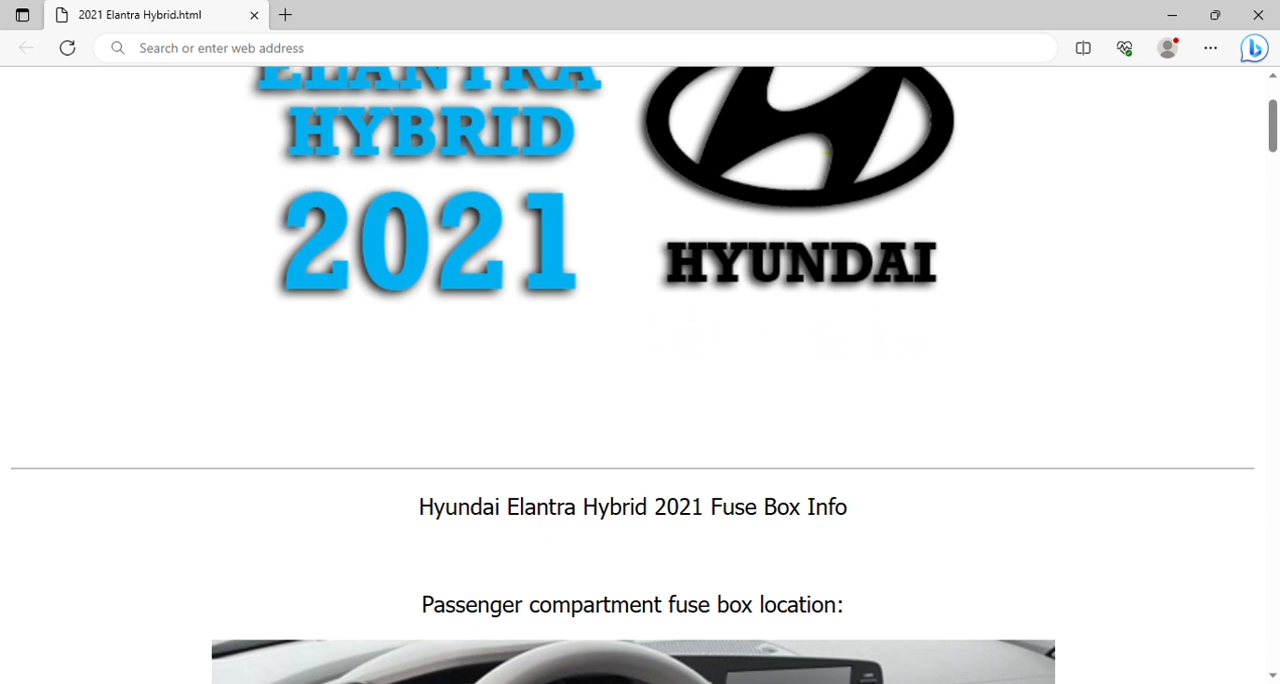 2021 Elantra Hybrid.html
Search or enter web address
ELANTRA
HYBRID
2021
HYUNDAI
Hyundai Elantra Hybrid 2021 Fuse Box Info
Passenger compartment fuse box location: